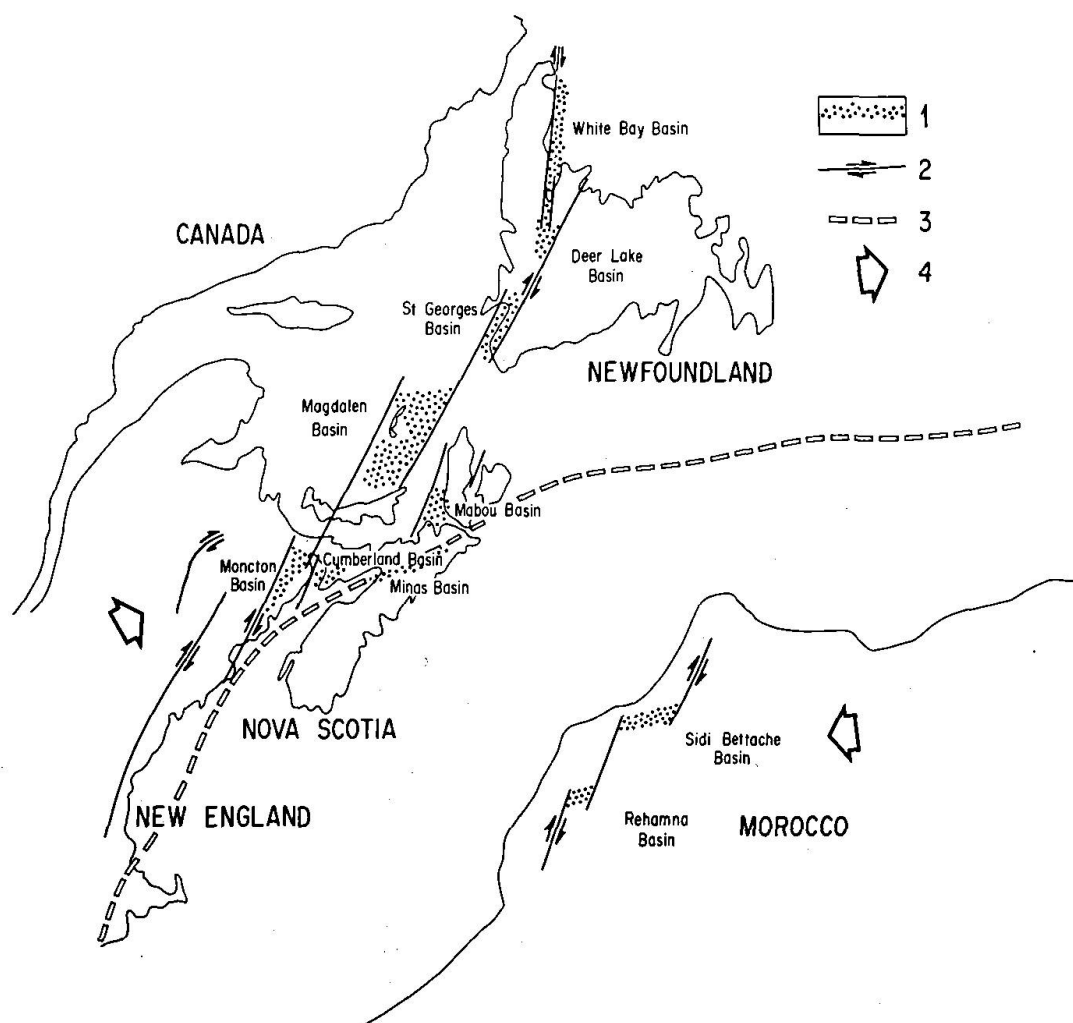 1
White Bay Basin
2
CANADA
3
Deer Lake
Basin
4
St Georges
Basin
NEWFOUNDLAND
Magdalen
Basin
Mabou Basin
Cumberland Basin
Moncton
Basin
Minas Basin
NOVA SCOTIA
Sidi Bettache
Basin
NEW ENGLAND
Rehamna
Basin
MOROCCO